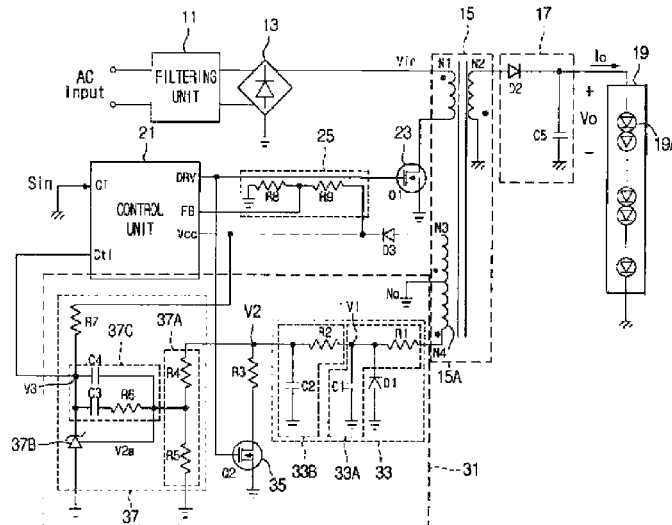 11
13
15
17
Vin
N1
N2
Io
19
AC
input
FILTERING
UNIT
D2
+
Vo
-
C5
19A
21
25
23
Sin
CT
DRV
R8
R9
Q1
FB
CONTROL
UNIT
Vcc
D3
N3
Ctl
No
R7
37A
V2
V1
N4
15A
37C
R2
R1
C4
R4
R3
V3
C3
R6
C2
C1
D1
37B
V2a
R5
Q2
35
33B
33A
33
31
37